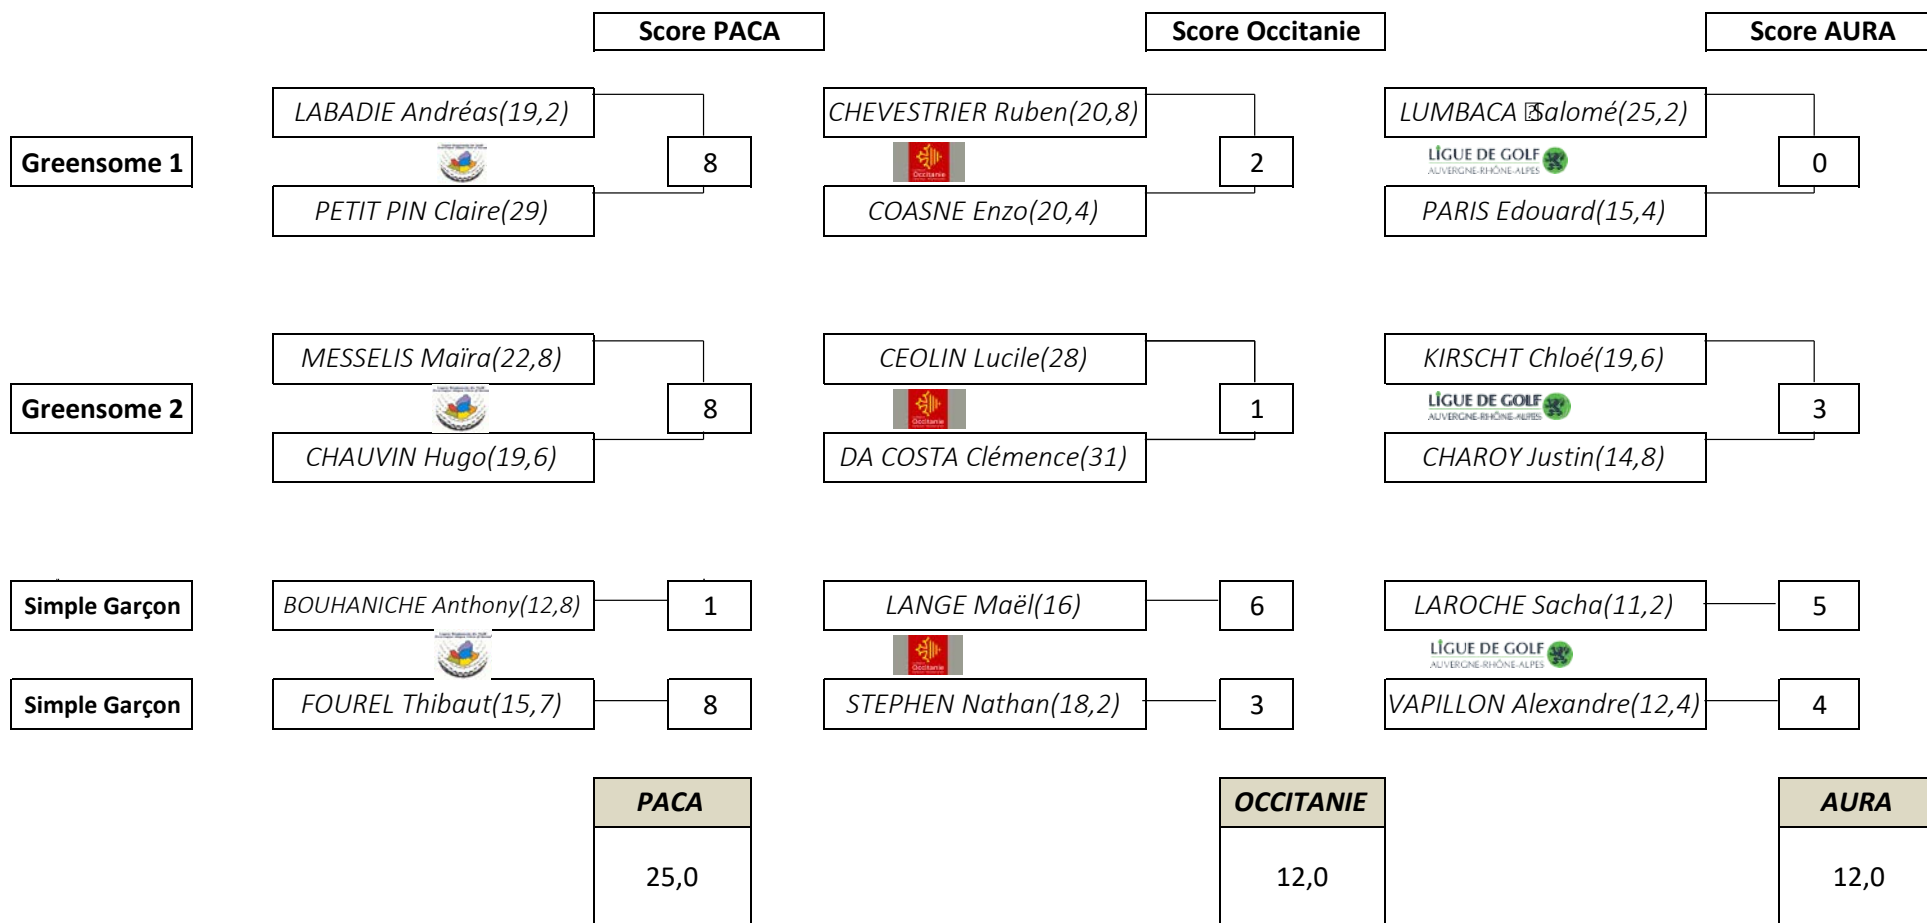 Score PACA Score Occitanie Score AURA
LABADIE Andréas(19,2) CHEVESTRIER Ruben(20,8) LUMBACA Salomé(25,2)
Greensome 1 8 Occitanie 2 LIGUE DE GOLF 0
AUVERGNE-RHÔNE-ALPES
PETIT PIN Claire(29) COASNE Enzo(20,4) PARIS Edouard(15,4)
MESSELIS Maïra(22,8) CEOLIN Lucile(28) KIRSCHT Chloé(19,6)
Greensome 2 8 Occitanie 1 LIGUE DE GOLF 3
AUVERGNE-RHÔNE-ALPES
CHAUVIN Hugo(19,6) DA COSTA Clémence(31) CHAROY Justin(14,8)
Simple Garçon BOUHANICHE Anthony(12,8) 1 LANGE Maël(16) 6 LAROCHE Sacha(11,2) 5
Occitanie LIGUE DE GOLF
AUVERGNE-RHÔNE-ALPES
Simple Garçon FOUREL Thibaut(15,7) 8 STEPHEN Nathan(18,2) 3 VAPILLON Alexandre(12,4) 4
PACA OCCITANIE AURA
25,0 12,0 12,0